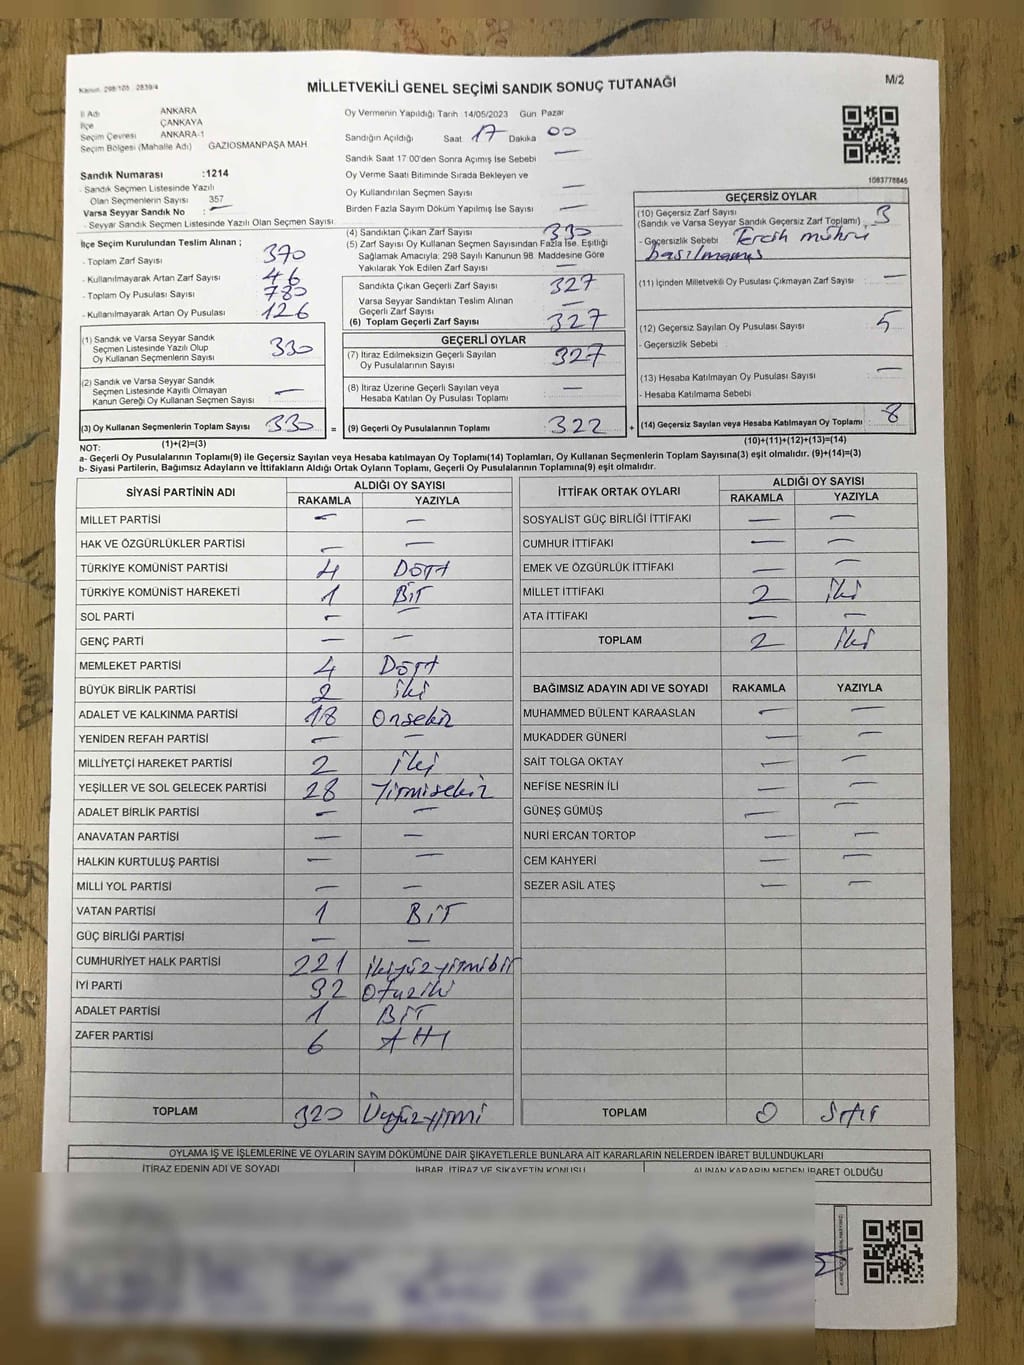 Kanun. 298/105 2839/4
MİLLETVEKİLİ GENEL SEÇİMİ SANDIK SONUÇ TUTANAĞI
M/2
İl Adı ANKARA
İlçe ÇANKAYA
Seçim Çevresi ANKARA-1
Seçim Bölgesi (Mahalle Adı) GAZİOSMANPAŞA MAH
Sandık Numarası :1214
- Sandık Seçmen Listesinde Yazılı
Olan Seçmenlerin Sayısı 357
Varsa Seyyar Sandık No : —
- Seyyar Sandık Seçmen Listesinde Yazılı Olan Seçmen Sayısı
İlçe Seçim Kurulundan Teslim Alınan ;
- Toplam Zarf Sayısı 370
- Kullanılmayarak Artan Zarf Sayısı 46
- Toplam Oy Pusulası Sayısı 780
- Kullanılmayarak Artan Oy Pusulası 126
(1) Sandık ve Varsa Seyyar Sandık
Seçmen Listesinde Yazılı Olup
Oy Kullanan Seçmenlerin Sayısı 330
(2) Sandık ve Varsa Seyyar Sandık
Seçmen Listesinde Kayıtlı Olmayan
Kanun Gereği Oy Kullanan Seçmen Sayısı —
(3) Oy Kullanan Seçmenlerin Toplam Sayısı 330 =
(1)+(2)=(3)
Oy Vermenin Yapıldığı Tarih 14/05/2023 Gün Pazar
Sandığın Açıldığı Saat 17 Dakika 00
Sandık Saat 17.00'den Sonra Açımış İse Sebebi —
Oy Verme Saati Bitiminde Sırada Bekleyen ve
Oy Kullandırılan Seçmen Sayısı —
Birden Fazla Sayım Döküm Yapılmış İse Sayısı —
(4) Sandıktan Çıkan Zarf Sayısı 330
(5) Zarf Sayısı Oy Kullanan Seçmen Sayısından Fazla İse, Eşitliği
Sağlamak Amacıyla; 298 Sayılı Kanunun 98. Maddesine Göre
Yakılarak Yok Edilen Zarf Sayısı —
Sandıkta Çıkan Geçerli Zarf Sayısı 327
Varsa Seyyar Sandıktan Teslim Alınan
Geçerli Zarf Sayısı —
(6) Toplam Geçerli Zarf Sayısı 327
GEÇERLİ OYLAR
(7) İtiraz Edilmeksizin Geçerli Sayılan
Oy Pusulalarının Sayısı 327
(8) İtiraz Üzerine Geçerli Sayılan veya
Hesaba Katılan Oy Pusulası Toplamı —
(9) Geçerli Oy Pusulalarının Toplamı 322 +
1083778845
GEÇERSİZ OYLAR
(10) Geçersiz Zarf Sayısı
(Sandık ve Varsa Seyyar Sandık Geçersiz Zarf Toplamı) 3
- Geçersizlik Sebebi Tercih mührü
basılmamış
(11) İçinden Milletvekili Oy Pusulası Çıkmayan Zarf Sayısı —
(12) Geçersiz Sayılan Oy Pusulası Sayısı 5
- Geçersizlik Sebebi
(13) Hesaba Katılmayan Oy Pusulası Sayısı —
- Hesaba Katılmama Sebebi
(14) Geçersiz Sayılan veya Hesaba Katılmayan Oy Toplamı 8
(10)+(11)+(12)+(13)=(14)
NOT:
a- Geçerli Oy Pusulalarının Toplamı(9) ile Geçersiz Sayılan veya Hesaba Katılmayan Oy Toplamı(14) Toplamları, Oy Kullanan Seçmenlerin Toplam Sayısına(3) eşit olmalıdır. (9)+(14)=(3)
b- Siyasi Partilerin, Bağımsız Adayların ve İttifakların Aldığı Ortak Oyların Toplamı, Geçerli Oy Pusulalarının Toplamına(9) eşit olmalıdır.
SİYASİ PARTİNİN ADI ALDIĞI OY SAYISI
RAKAMLA YAZIYLA
MİLLET PARTİSİ — —
HAK VE ÖZGÜRLÜKLER PARTİSİ — —
TÜRKİYE KOMÜNİST PARTİSİ 4 Dört
TÜRKİYE KOMÜNİST HAREKETİ 1 Bir
SOL PARTİ — —
GENÇ PARTİ — —
MEMLEKET PARTİSİ 4 Dört
BÜYÜK BİRLİK PARTİSİ 2 iki
ADALET VE KALKINMA PARTİSİ 18 Onsekiz
YENİDEN REFAH PARTİSİ — —
MİLLİYETÇİ HAREKET PARTİSİ 2 iki
YEŞİLLER VE SOL GELECEK PARTİSİ 28 Yirmisekiz
ADALET BİRLİK PARTİSİ — —
ANAVATAN PARTİSİ — —
HALKIN KURTULUŞ PARTİSİ — —
MİLLİ YOL PARTİSİ — —
VATAN PARTİSİ 1 Bir
GÜÇ BİRLİĞİ PARTİSİ — —
CUMHURİYET HALK PARTİSİ 221 ikiyüzyirmibir
İYİ PARTİ 32 Otuziki
ADALET PARTİSİ 1 Bir
ZAFER PARTİSİ 6 Altı
TOPLAM 320 Üçyüzyirmi
İTTİFAK ORTAK OYLARI ALDIĞI OY SAYISI
RAKAMLA YAZIYLA
SOSYALİST GÜÇ BİRLİĞİ İTTİFAKI — —
CUMHUR İTTİFAKI — —
EMEK VE ÖZGÜRLÜK İTTİFAKI — —
MİLLET İTTİFAKI 2 iki
ATA İTTİFAKI — —
TOPLAM 2 iki
BAĞIMSIZ ADAYIN ADI VE SOYADI RAKAMLA YAZIYLA
MUHAMMED BÜLENT KARAASLAN — —
MUKADDER GÜNERİ — —
SAİT TOLGA OKTAY — —
NEFİSE NESRİN İLİ — —
GÜNEŞ GÜMÜŞ — —
NURİ ERCAN TORTOP — —
CEM KAHYERİ — —
SEZER ASİL ATEŞ — —
TOPLAM 0 Sıfır
OYLAMA İŞ VE İŞLEMLERİNE VE OYLARIN SAYIM DÖKÜMÜNE DAİR ŞİKAYETLERLE BUNLARA AİT KARARLARIN NELERDEN İBARET BULUNDUKLARI
İTİRAZ EDENİN ADI VE SOYADI İHBAR, İTİRAZ VE ŞİKAYETİN KONUSU ALINAN KARARIN NEDEN İBARET OLDUĞU